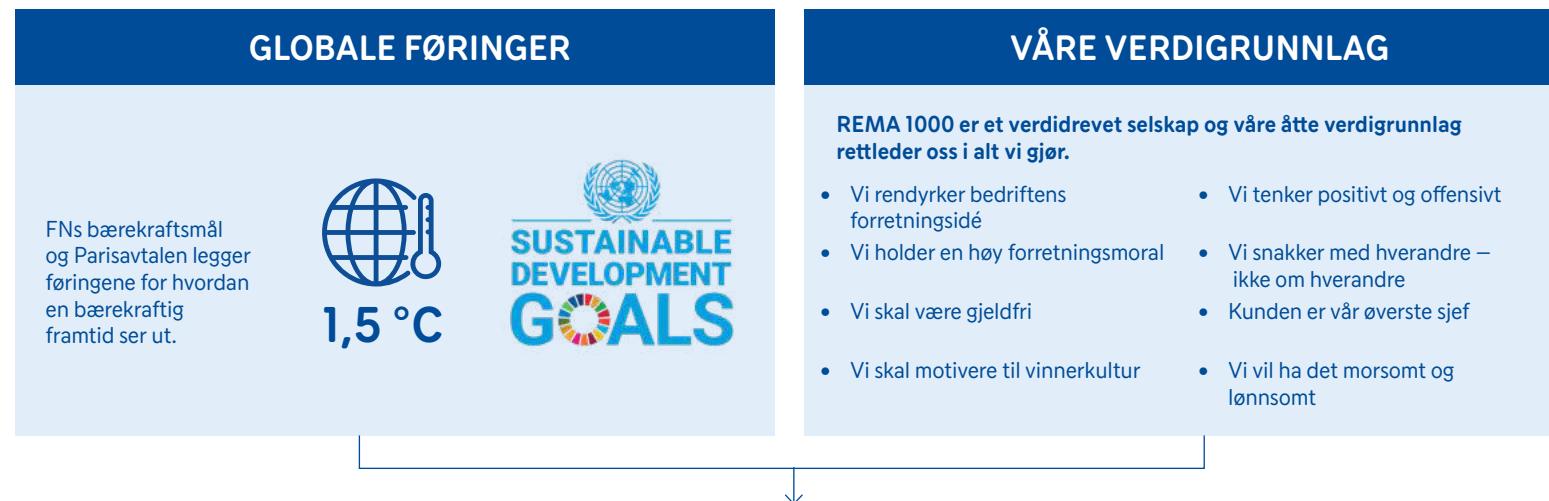 GLOBALE FØRINGER
FNs bærekraftsmål
og Parisavtalen legger
føringene for hvordan
en bærekraftig
framtid ser ut.
1,5 °C
SUSTAINABLE
DEVELOPMENT
GOALS
VÅRE VERDIGRUNNLAG
REMA 1000 er et verdidrevet selskap og våre åtte verdigrunnlag
rettleder oss i alt vi gjør.
• Vi rendyrker bedriftens
forretningsidé
• Vi holder en høy forretningsmoral
• Vi skal være gjeldfri
• Vi skal motivere til vinnerkultur
• Vi tenker positivt og offensivt
• Vi snakker med hverandre –
ikke om hverandre
• Kunden er vår øverste sjef
• Vi vil ha det morsomt og
lønnsomt